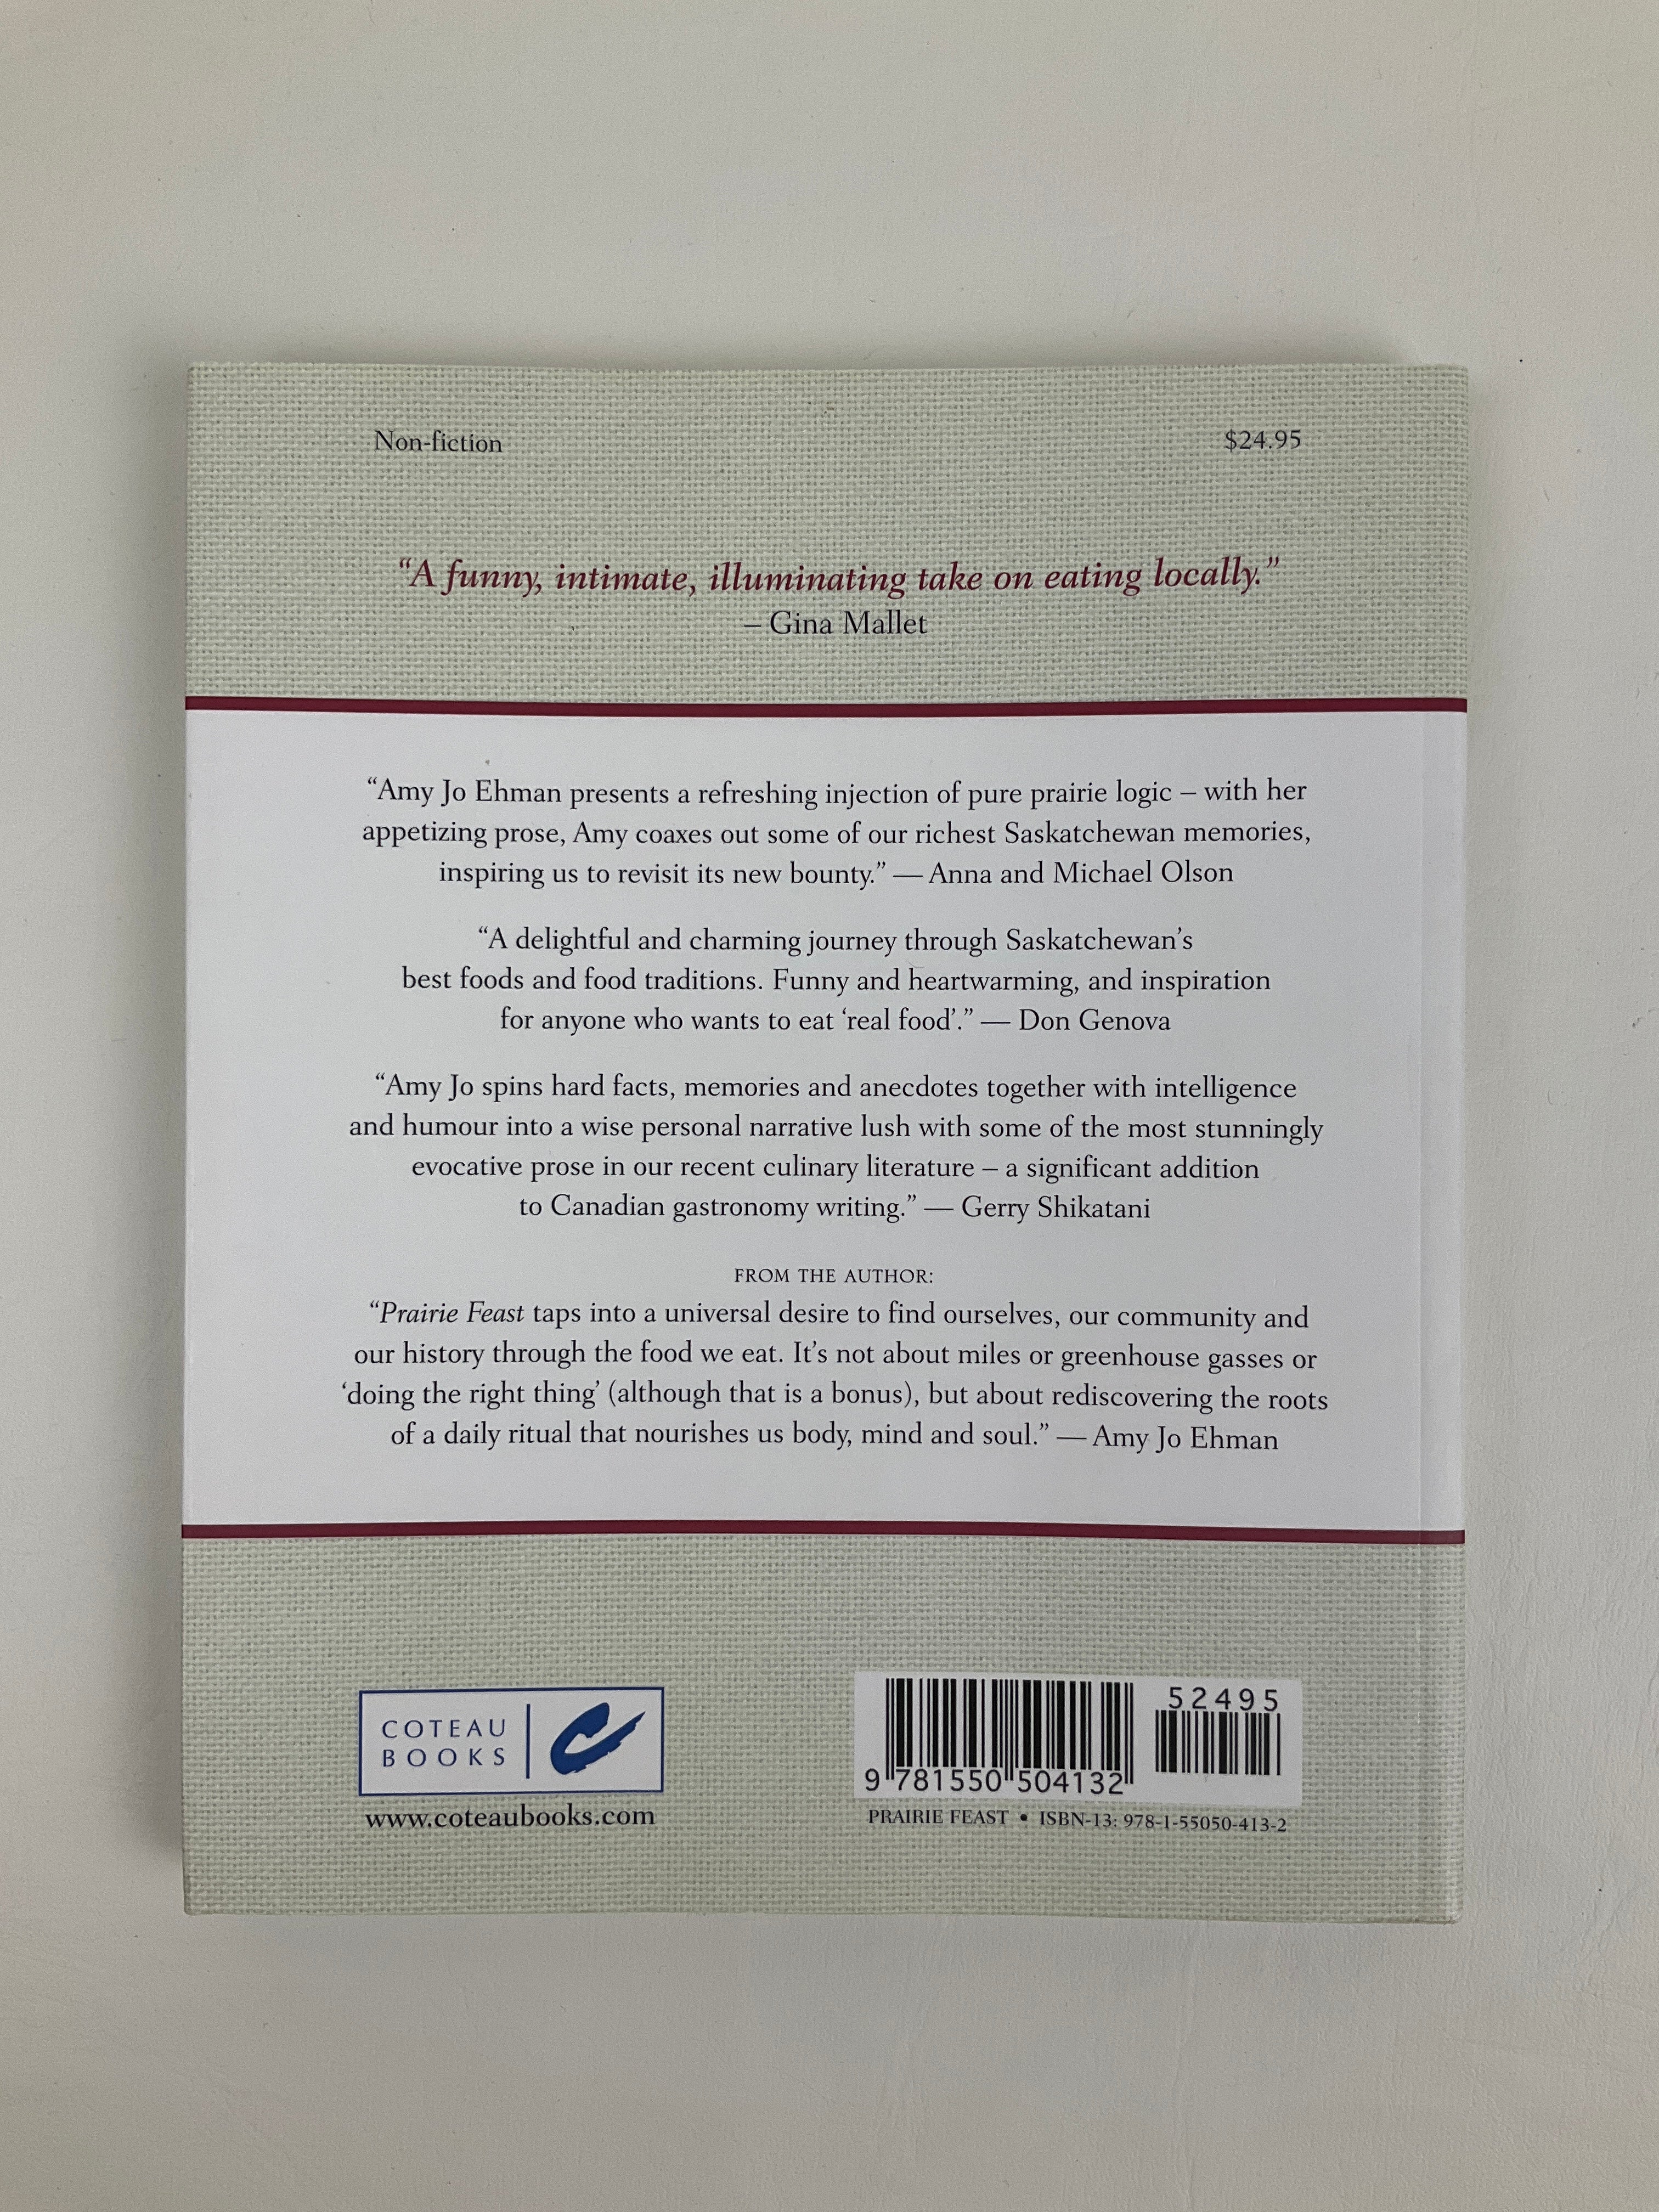 Non-fiction
$24.95
“A funny, intimate, illuminating take on eating locally.”
– Gina Mallet
“Amy Jo Ehman presents a refreshing injection of pure prairie logic – with her
appetizing prose, Amy coaxes out some of our richest Saskatchewan memories,
inspiring us to revisit its new bounty.” — Anna and Michael Olson
“A delightful and charming journey through Saskatchewan’s
best foods and food traditions. Funny and heartwarming, and inspiration
for anyone who wants to eat ‘real food’.” — Don Genova
“Amy Jo spins hard facts, memories and anecdotes together with intelligence
and humour into a wise personal narrative lush with some of the most stunningly
evocative prose in our recent culinary literature – a significant addition
to Canadian gastronomy writing.” — Gerry Shikatani
FROM THE AUTHOR:
“Prairie Feast taps into a universal desire to find ourselves, our community and
our history through the food we eat. It’s not about miles or greenhouse gasses or
‘doing the right thing’ (although that is a bonus), but about rediscovering the roots
of a daily ritual that nourishes us body, mind and soul.” — Amy Jo Ehman
COTEAU
BOOKS
www.coteaubooks.com
52495
9 781550 504132
PRAIRIE FEAST • ISBN-13: 978-1-55050-413-2